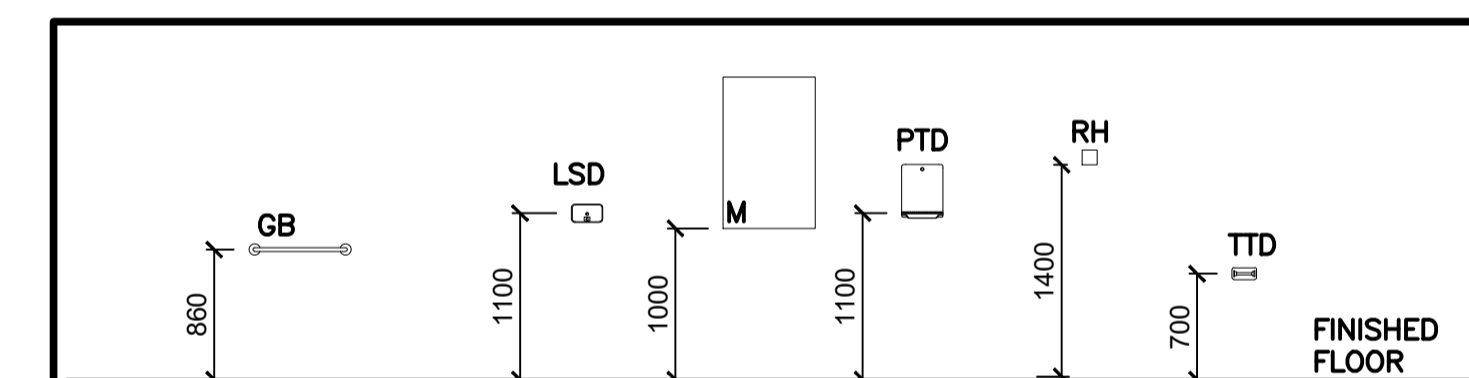 GB
860
LSD
1100
M
1000
PTD
1100
RH
1400
TTD
700
FINISHED
FLOOR